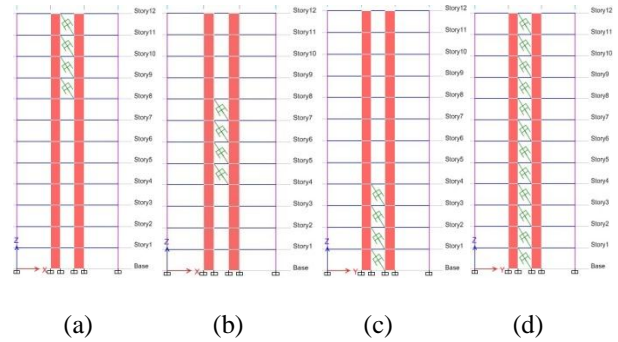 Story12
Story11
Story10
Story9
Story8
Story7
Story6
Story5
Story4
Story3
Story2
Z
Story1
X
Base
(a)
Story12
Story11
Story10
Story9
Story8
Story7
Story6
Story5
Story4
Story3
Story2
Z
Story1
X
Base
(b)
Story12
Story11
Story10
Story9
Story8
Story7
Story6
Story5
Story4
Story3
Story2
Z
Story1
Y
Base
(c)
Story12
Story11
Story10
Story9
Story8
Story7
Story6
Story5
Story4
Story3
Story2
Z
Story1
Y
Base
(d)